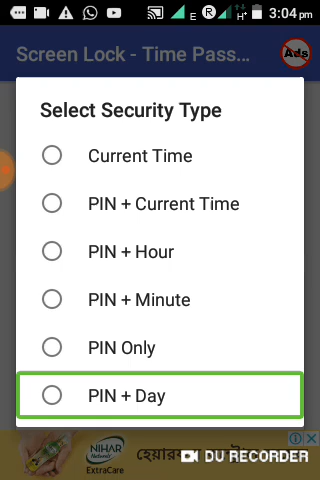 E R H+ 3:04 pm
Screen Lock - Time Pass...
Ads
Select Security Type
Current Time
PIN + Current Time
PIN + Hour
PIN + Minute
PIN Only
PIN + Day
NIHAR
Naturals
ExtraCare
DU RECORDER